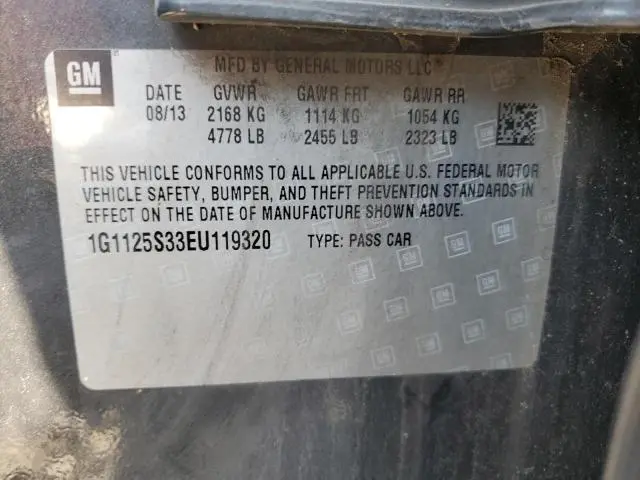 GM
MFD BY GENERAL MOTORS LLC
DATE GVWR GAWR FRT GAWR RR
08/13 2168 KG 1114 KG 1054 KG
4778 LB 2455 LB 2323 LB
THIS VEHICLE CONFORMS TO ALL APPLICABLE U.S. FEDERAL MOTOR
VEHICLE SAFETY, BUMPER, AND THEFT PREVENTION STANDARDS IN
EFFECT ON THE DATE OF MANUFACTURE SHOWN ABOVE.
1G1125S33EU119320 TYPE: PASS CAR